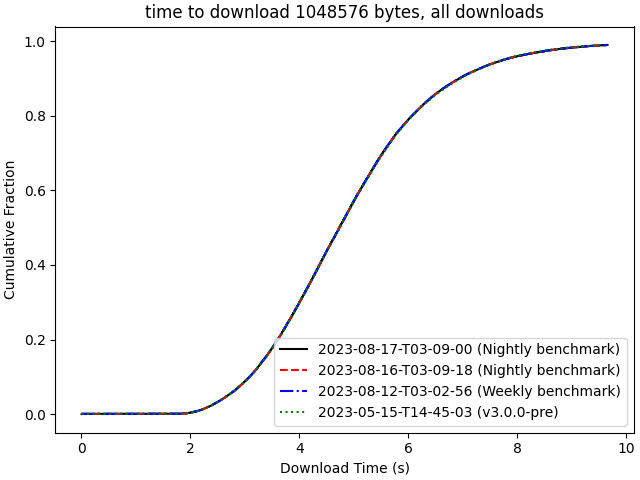 time to download 1048576 bytes, all downloads
1.0
0.8
0.6
0.4
0.2
0.0
Cumulative Fraction
2023-08-17-T03-09-00 (Nightly benchmark)
2023-08-16-T03-09-18 (Nightly benchmark)
2023-08-12-T03-02-56 (Weekly benchmark)
2023-05-15-T14-45-03 (v3.0.0-pre)
0 2 4 6 8 10
Download Time (s)